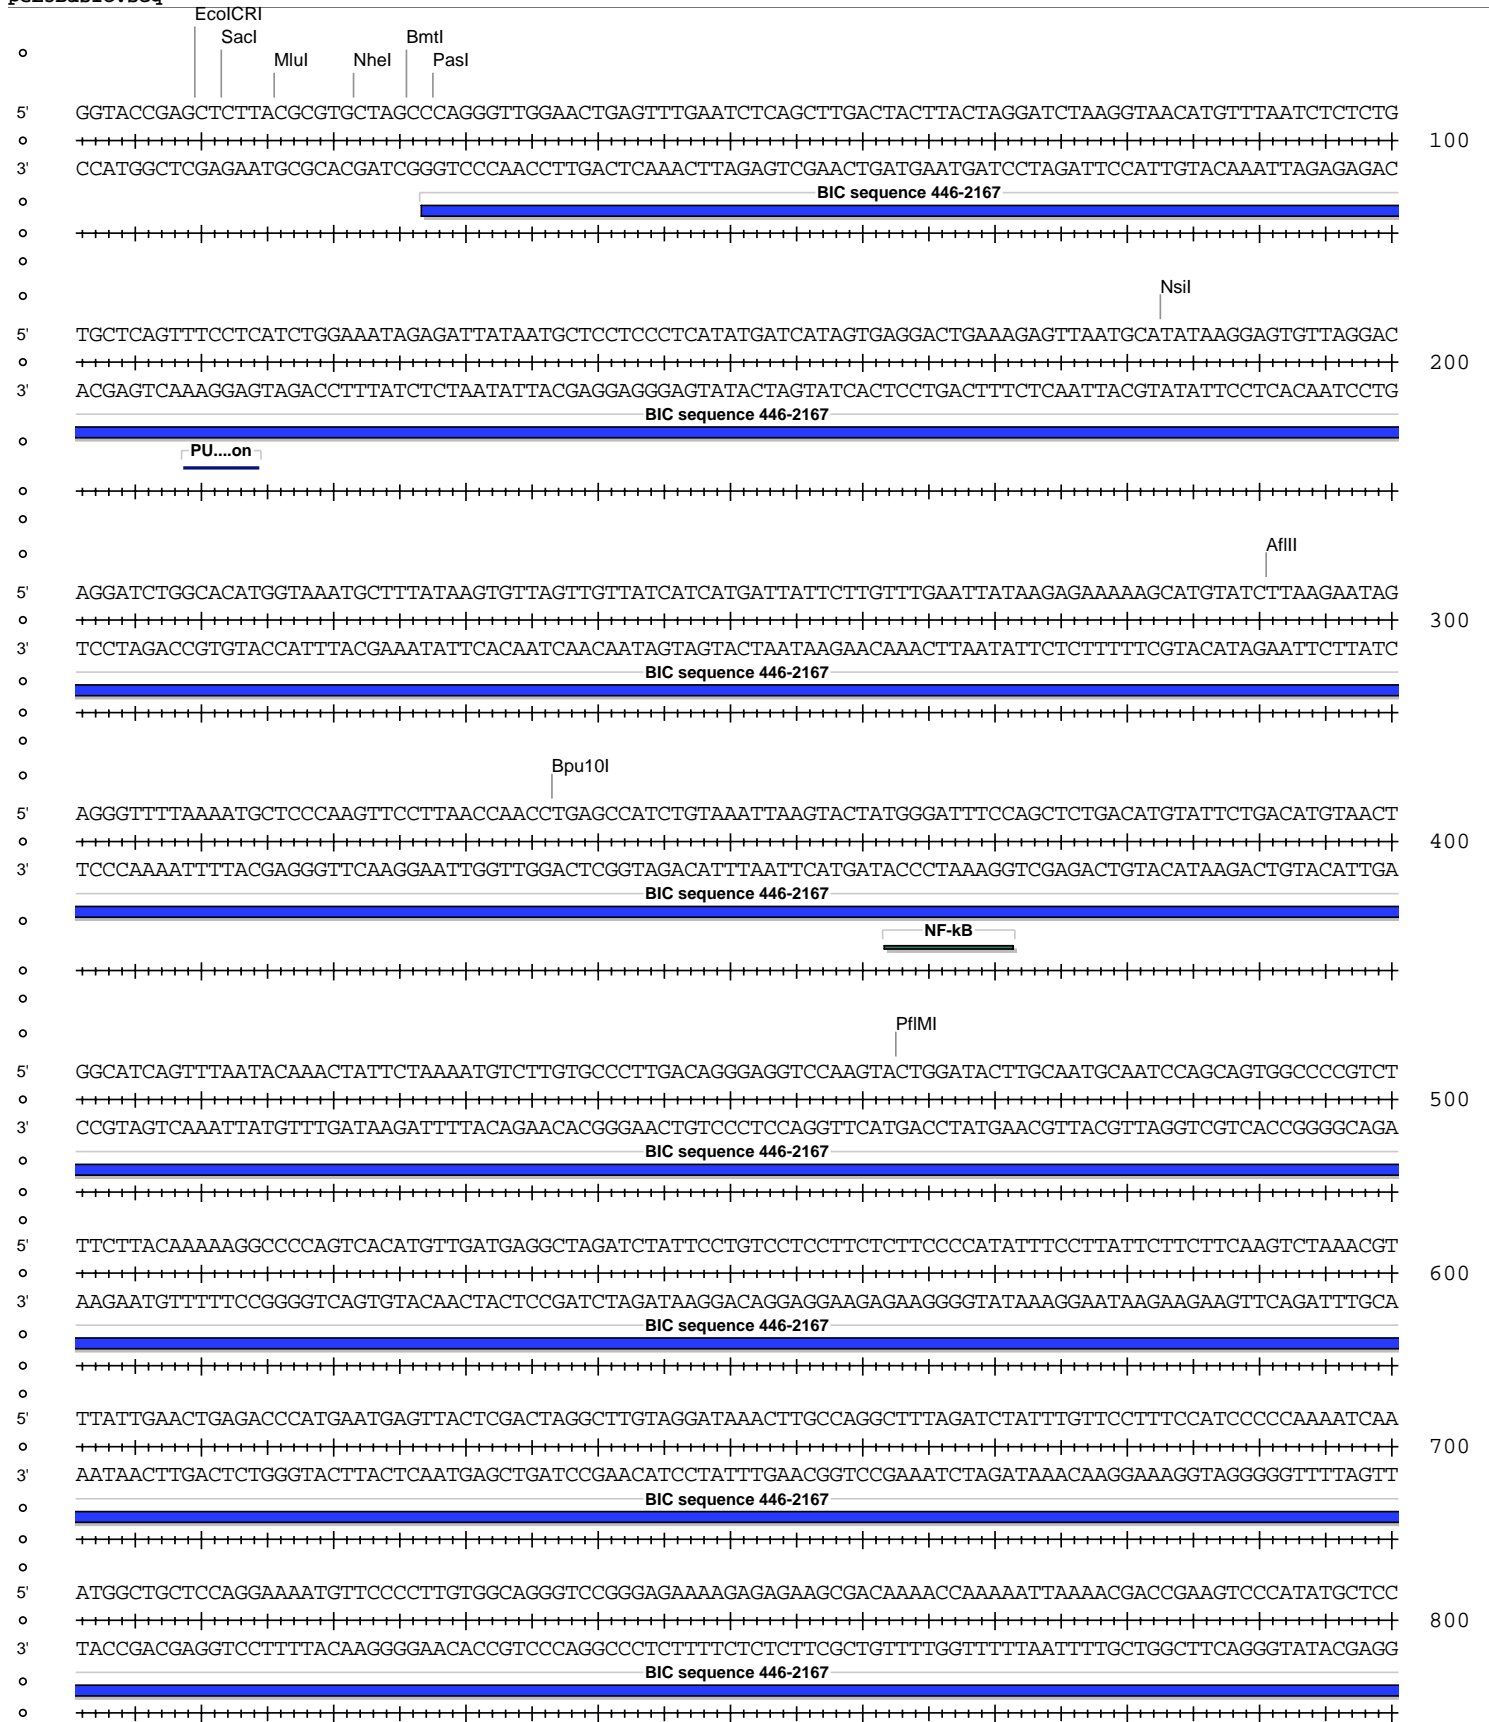 EcoICRI
SacI BmtI
MluI NheI PasI
5' GGTACCGAGCTCTTACGCGTGCTAGCCCAGGGTTGGAACTGAGTTTGAATCTCAGCTTGACTACTTACTAGGATCTAAGGTAACATGTTTAATCTCTCTG
100
3' CCATGGCTCGAGAATGCGCACGATCGGGTCCCAACCTTGACTCAAACTTAGAGTCGAACTGATGAATGATCCTAGATTCCATTGTACAAATTAGAGAGAC
BIC sequence 446-2167
NsiI
5' TGCTCAGTTTCCTCATCTGGAAATAGAGATTATAATGCTCCTCCCTCATATGATCATAGTGAGGACTGAAAGAGTTAATGCATATAAGGAGTGTTAGGAC
200
3' ACGAGTCAAAGGAGTAGACCTTTATCTCTAATATTACGAGGAGGGAGTATACTAGTATCACTCCTGACTTTCTCAATTACGTATATTCCTCACAATCCTG
BIC sequence 446-2167
PU....on
AflII
5' AGGATCTGGCACATGGTAAATGCTTTATAAGTGTTAGTTGTTATCATCATGATTATTCTTGTTTGAATTATAAGAGAAAAAGCATGTATCTTAAGAATAG
300
3' TCCTAGACCGTGTACCATTTACGAAATATTCACAATCAACAATAGTAGTACTAATAAGAACAAACTTAATATTCTCTTTTTCGTACATAGAATTCTTATC
BIC sequence 446-2167
Bpu10I
5' AGGGTTTTAAAATGCTCCCAAGTTCCTTAACCAACCTGAGCCATCTGTAAATTAAGTACTATGGGATTTCCAGCTCTGACATGTATTCTGACATGTAACT
400
3' TCCCAAAATTTTACGAGGGTTCAAGGAATTGGTTGGACTCGGTAGACATTTAATTCATGATACCCTAAAGGTCGAGACTGTACATAAGACTGTACATTGA
BIC sequence 446-2167
NF-kB
PflMI
5' GGCATCAGTTTAATACAAACTATTCTAAAATGTCTTGTGCCCTTGACAGGGAGGTCCAAGTACTGGATACTTGCAATGCAATCCAGCAGTGGCCCCGTCT
500
3' CCGTAGTCAAATTATGTTTGATAAGATTTTACAGAACACGGGAACTGTCCCTCCAGGTTCATGACCTATGAACGTTACGTTAGGTCGTCACCGGGGCAGA
BIC sequence 446-2167
5' TTCTTACAAAAAGGCCCCAGTCACATGTTGATGAGGCTAGATCTATTCCTGTCCTCCTTCTCTTCCCCATATTTCCTTATTCTTCTTCAAGTCTAAACGT
600
3' AAGAATGTTTTTCCGGGGTCAGTGTACAACTACTCCGATCTAGATAAGGACAGGAGGAAGAGAAGGGGTATAAAGGAATAAGAAGAAGTTCAGATTTGCA
BIC sequence 446-2167
5' TTATTGAACTGAGACCCATGAATGAGTTACTCGACTAGGCTTGTAGGATAAACTTGCCAGGCTTTAGATCTATTTGTTCCTTTCCATCCCCCAAAATCAA
700
3' AATAACTTGACTCTGGGTACTTACTCAATGAGCTGATCCGAACATCCTATTTGAACGGTCCGAAATCTAGATAAACAAGGAAAGGTAGGGGGTTTTAGTT
BIC sequence 446-2167
5' ATGGCTGCTCCAGGAAAATGTTCCCCTTGTGGCAGGGTCCGGGAGAAAAGAGAGAAGCGACAAAACCAAAAATTAAAACGACCGAAGTCCCATATGCTCC
800
3' TACCGACGAGGTCCTTTTACAAGGGGAACACCGTCCCAGGCCCTCTTTTCTCTCTTCGCTGTTTTGGTTTTTAATTTTGCTGGCTTCAGGGTATACGAGG
BIC sequence 446-2167